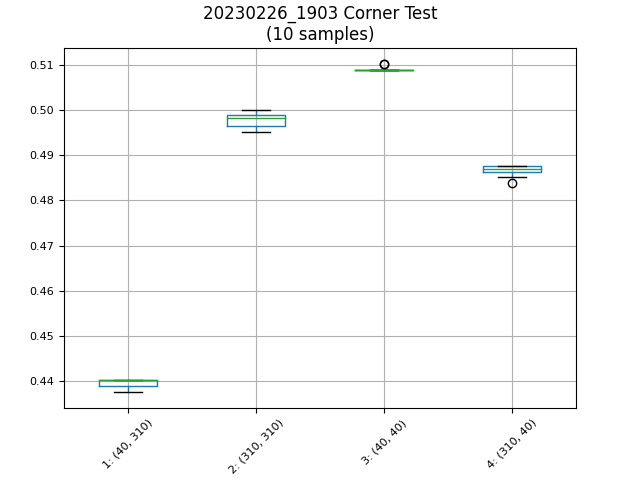 20230226_1903 Corner Test
(10 samples)
0.51
0.50
0.49
0.48
0.47
0.46
0.45
0.44
1: (40, 310)
2: (310, 310)
3: (40, 40)
4: (310, 40)